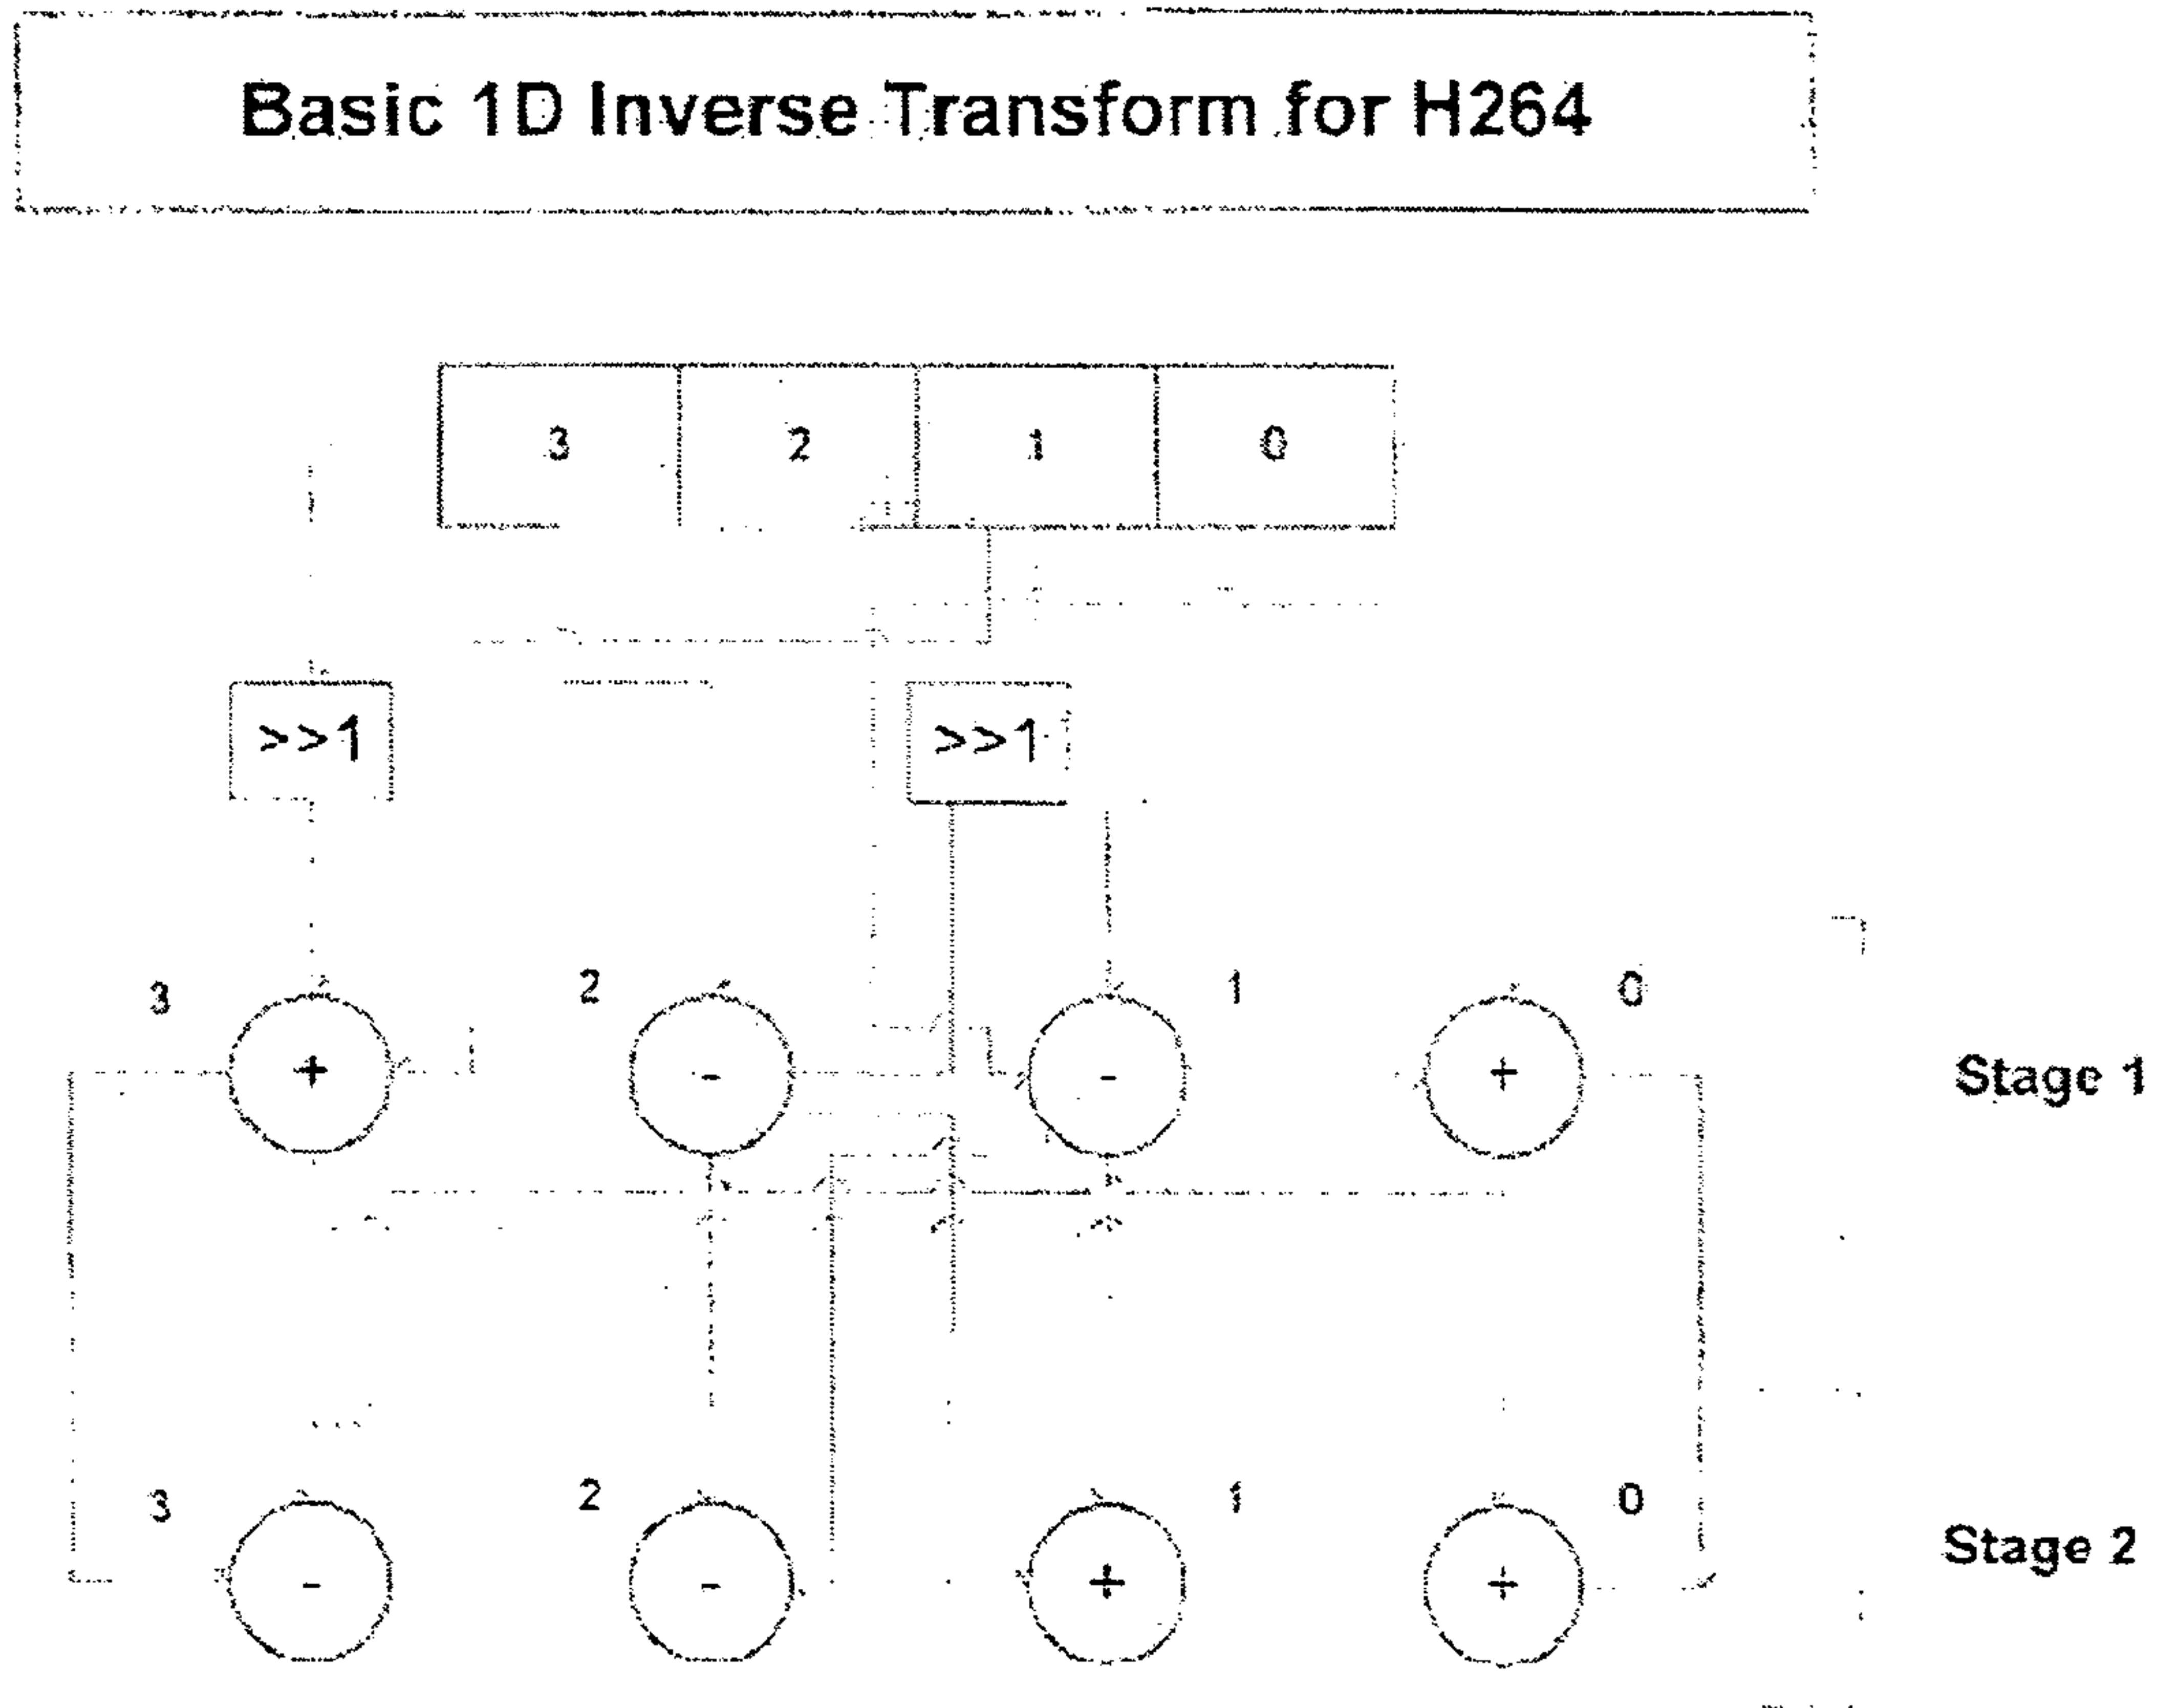 Basic 1D Inverse Transform for H264
3 2 1 0
>>1 >>1
3 2 1 0
+ - - + Stage 1
3 2 1 0
- - + + Stage 2